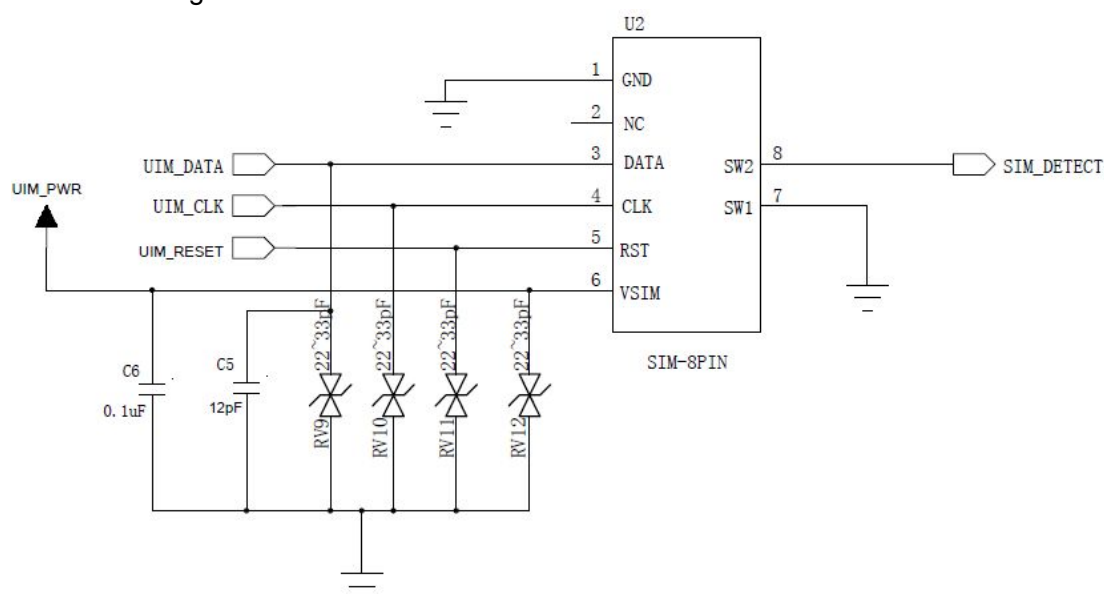 U2
1
GND
2
NC
UIM_DATA
3
DATA
SW2
8
SIM_DETECT
UIM_PWR
UIM_CLK
4
CLK
SW1
7
UIM_RESET
5
RST
6
VSIM
SIM-8PIN
C6
0.1uF
C5
12pF
22~33pF
RV9
22~33pF
RV10
22~33pF
RV11
22~33pF
RV12